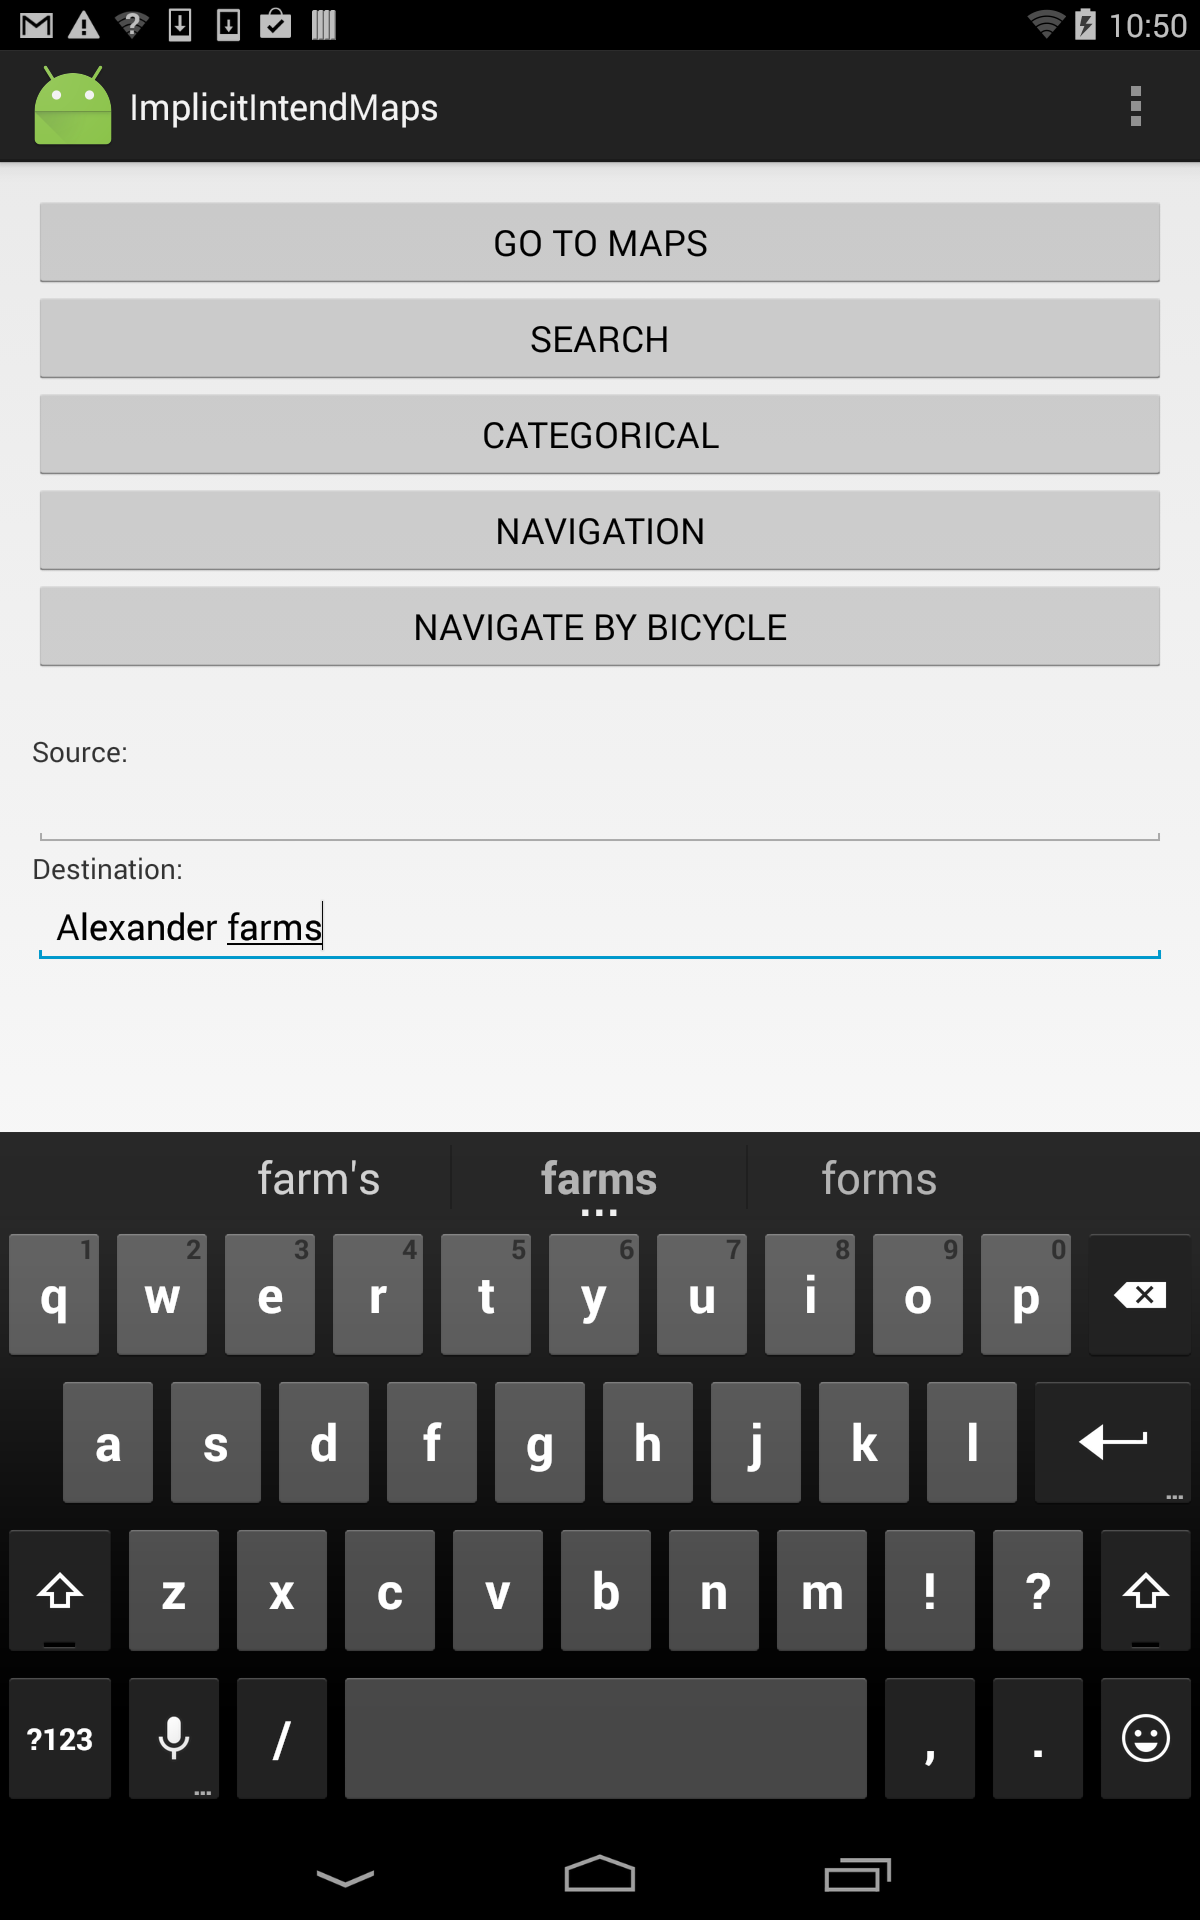 10:50
ImplicitIntendMaps
GO TO MAPS
SEARCH
CATEGORICAL
NAVIGATION
NAVIGATE BY BICYCLE
Source:
Destination:
Alexander farms
farm's farms forms
1 2 3 4 5 6 7 8 9 0
q w e r t y u i o p
a s d f g h j k l
z x c v b n m ! ?
?123 / , .